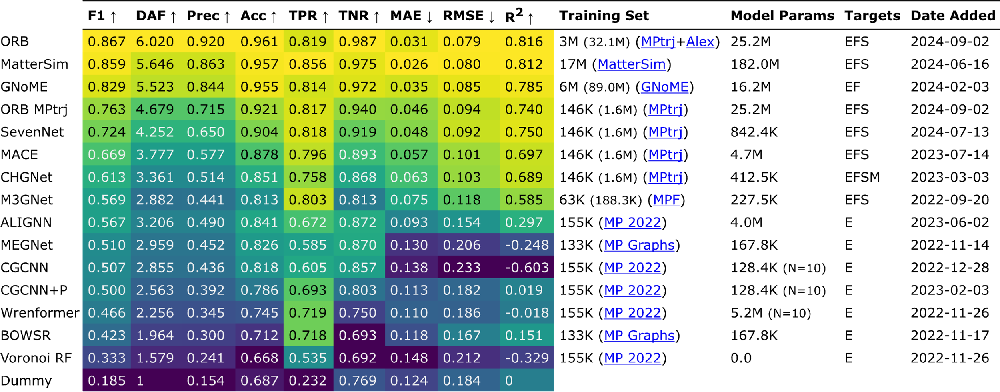 F1 ↑ DAF ↑ Prec ↑ Acc ↑ TPR ↑ TNR ↑ MAE ↓ RMSE ↓ R² ↑ Training Set Model Params Targets Date Added
ORB 0.867 6.020 0.920 0.961 0.819 0.987 0.031 0.079 0.816 3M (32.1M) (MPtrj+Alex) 25.2M EFS 2024-09-02
MatterSim 0.859 5.646 0.863 0.957 0.856 0.975 0.026 0.080 0.812 17M (MatterSim) 182.0M EFS 2024-06-16
GNoME 0.829 5.523 0.844 0.955 0.814 0.972 0.035 0.085 0.785 6M (89.0M) (GNoME) 16.2M EF 2024-02-03
ORB MPtrj 0.763 4.679 0.715 0.921 0.817 0.940 0.046 0.094 0.740 146K (1.6M) (MPtrj) 25.2M EFS 2024-09-02
SevenNet 0.724 4.252 0.650 0.904 0.818 0.919 0.048 0.092 0.750 146K (1.6M) (MPtrj) 842.4K EFS 2024-07-13
MACE 0.669 3.777 0.577 0.878 0.796 0.893 0.057 0.101 0.697 146K (1.6M) (MPtrj) 4.7M EFS 2023-07-14
CHGNet 0.613 3.361 0.514 0.851 0.758 0.868 0.063 0.103 0.689 146K (1.6M) (MPtrj) 412.5K EFSM 2023-03-03
M3GNet 0.569 2.882 0.441 0.813 0.803 0.813 0.075 0.118 0.585 63K (188.3K) (MPF) 227.5K EFS 2022-09-20
ALIGNN 0.567 3.206 0.490 0.841 0.672 0.872 0.093 0.154 0.297 155K (MP 2022) 4.0M E 2023-06-02
MEGNet 0.510 2.959 0.452 0.826 0.585 0.870 0.130 0.206 -0.248 133K (MP Graphs) 167.8K E 2022-11-14
CGCNN 0.507 2.855 0.436 0.818 0.605 0.857 0.138 0.233 -0.603 155K (MP 2022) 128.4K (N=10) E 2022-12-28
CGCNN+P 0.500 2.563 0.392 0.786 0.693 0.803 0.113 0.182 0.019 155K (MP 2022) 128.4K (N=10) E 2023-02-03
Wrenformer 0.466 2.256 0.345 0.745 0.719 0.750 0.110 0.186 -0.018 155K (MP 2022) 5.2M (N=10) E 2022-11-26
BOWSR 0.423 1.964 0.300 0.712 0.718 0.693 0.118 0.167 0.151 133K (MP Graphs) 167.8K E 2022-11-17
Voronoi RF 0.333 1.579 0.241 0.668 0.535 0.692 0.148 0.212 -0.329 155K (MP 2022) 0.0 E 2022-11-26
Dummy 0.185 1 0.154 0.687 0.232 0.769 0.124 0.184 0